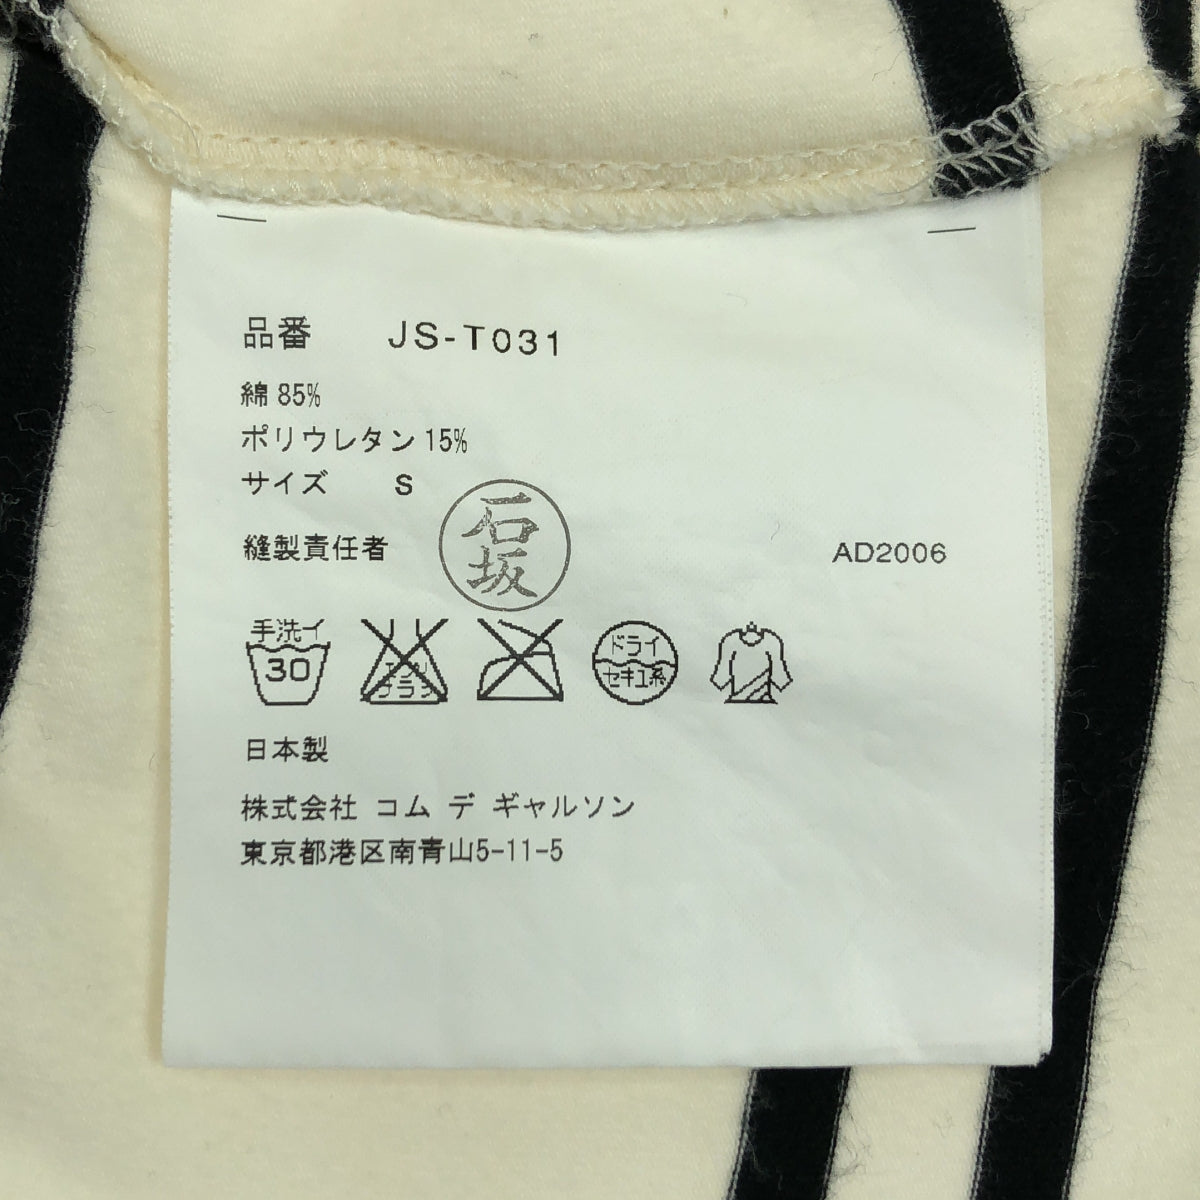 品番 JS-T031
綿 85%
ポリウレタン 15%
サイズ S
縫製責任者 石坂 AD2006
手洗イ
30
エンソ
サラシ
ドライ
セキユ系
日本製
株式会社 コム デ ギャルソン
東京都港区南青山5-11-5